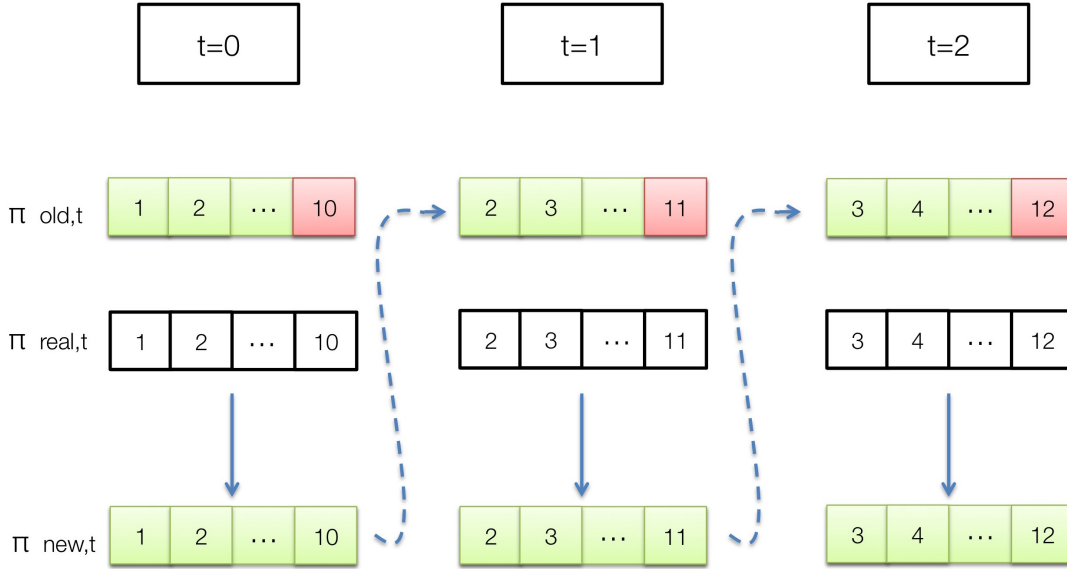 t=0 t=1 t=2
π old,t 1 2 ... 10 2 3 ... 11 3 4 ... 12
π real,t 1 2 ... 10 2 3 ... 11 3 4 ... 12
π new,t 1 2 ... 10 2 3 ... 11 3 4 ... 12